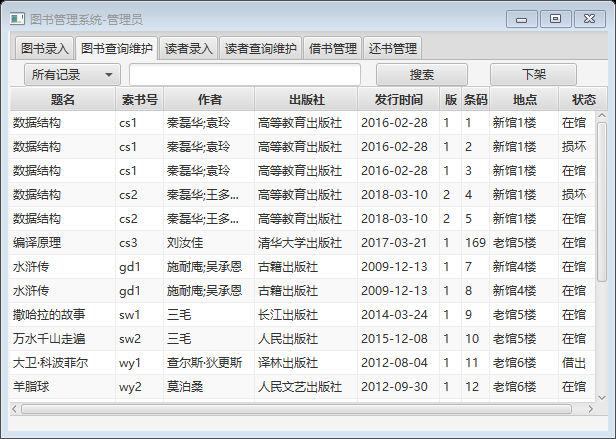 图书管理系统-管理员
图书录入 图书查询维护 读者录入 读者查询维护 借书管理 还书管理
所有记录 搜索 下架
题名 索书号 作者 出版社 发行时间 版 条码 地点 状态
数据结构 cs1 秦磊华;袁玲 高等教育出版社 2016-02-28 1 1 新馆1楼 在馆
数据结构 cs1 秦磊华;袁玲 高等教育出版社 2016-02-28 1 2 新馆1楼 损坏
数据结构 cs1 秦磊华;袁玲 高等教育出版社 2016-02-28 1 3 新馆1楼 在馆
数据结构 cs2 秦磊华;王多... 高等教育出版社 2018-03-10 2 4 新馆1楼 损坏
数据结构 cs2 秦磊华;王多... 高等教育出版社 2018-03-10 2 5 新馆1楼 在馆
编译原理 cs3 刘汝佳 清华大学出版社 2017-03-21 1 169 老馆5楼 在馆
水浒传 gd1 施耐庵;吴承恩 古籍出版社 2009-12-13 1 7 新馆4楼 在馆
水浒传 gd1 施耐庵;吴承恩 古籍出版社 2009-12-13 1 8 新馆4楼 在馆
撒哈拉的故事 sw1 三毛 长江出版社 2014-03-24 1 9 老馆5楼 在馆
万水千山走遍 sw2 三毛 人民出版社 2015-12-08 1 10 老馆5楼 在馆
大卫·科波菲尔 wy1 查尔斯·狄更斯 译林出版社 2012-08-04 1 11 老馆6楼 借出
羊脂球 wy2 莫泊桑 人民文艺出版社 2012-09-30 1 12 老馆6楼 在馆